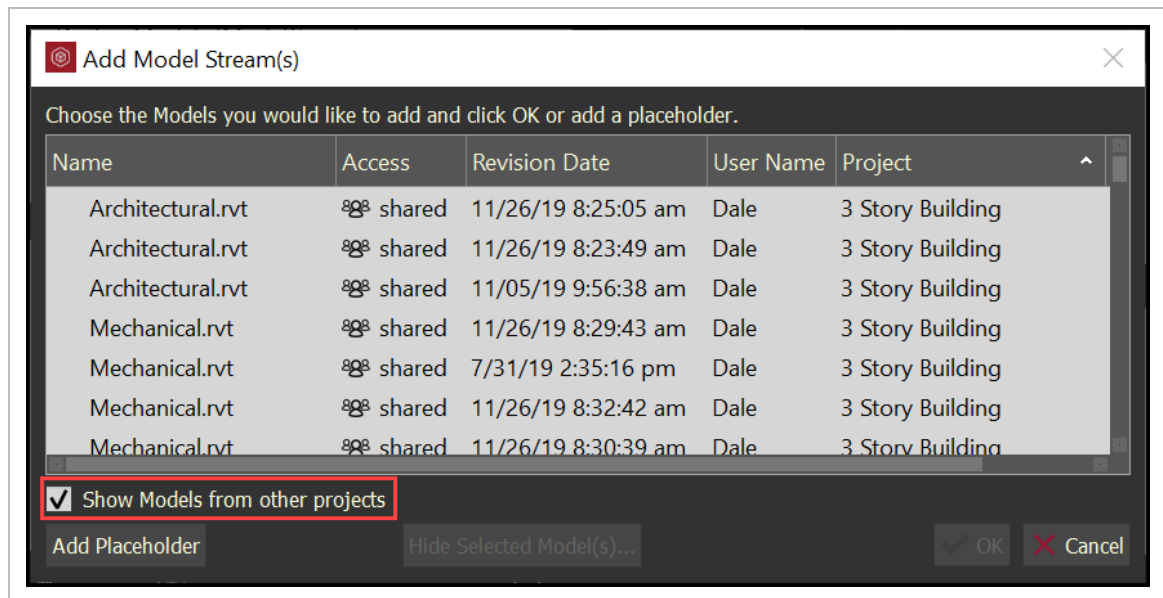 Add Model Stream(s)
Choose the Models you would like to add and click OK or add a placeholder.
Name Access Revision Date User Name Project
Architectural.rvt shared 11/26/19 8:25:05 am Dale 3 Story Building
Architectural.rvt shared 11/26/19 8:23:49 am Dale 3 Story Building
Architectural.rvt shared 11/05/19 9:56:38 am Dale 3 Story Building
Mechanical.rvt shared 11/26/19 8:29:43 am Dale 3 Story Building
Mechanical.rvt shared 7/31/19 2:35:16 pm Dale 3 Story Building
Mechanical.rvt shared 11/26/19 8:32:42 am Dale 3 Story Building
Mechanical.rvt shared 11/26/19 8:30:39 am Dale 3 Story Building
Show Models from other projects
Add Placeholder Hide Selected Model(s)... OK Cancel